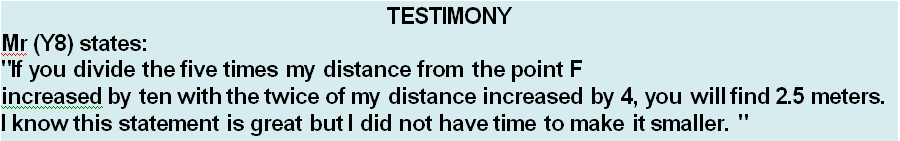 TESTIMONY
Mr (Y8) states:
"If you divide the five times my distance from the point F
increased by ten with the twice of my distance increased by 4, you will find 2.5 meters.
I know this statement is great but I did not have time to make it smaller. "